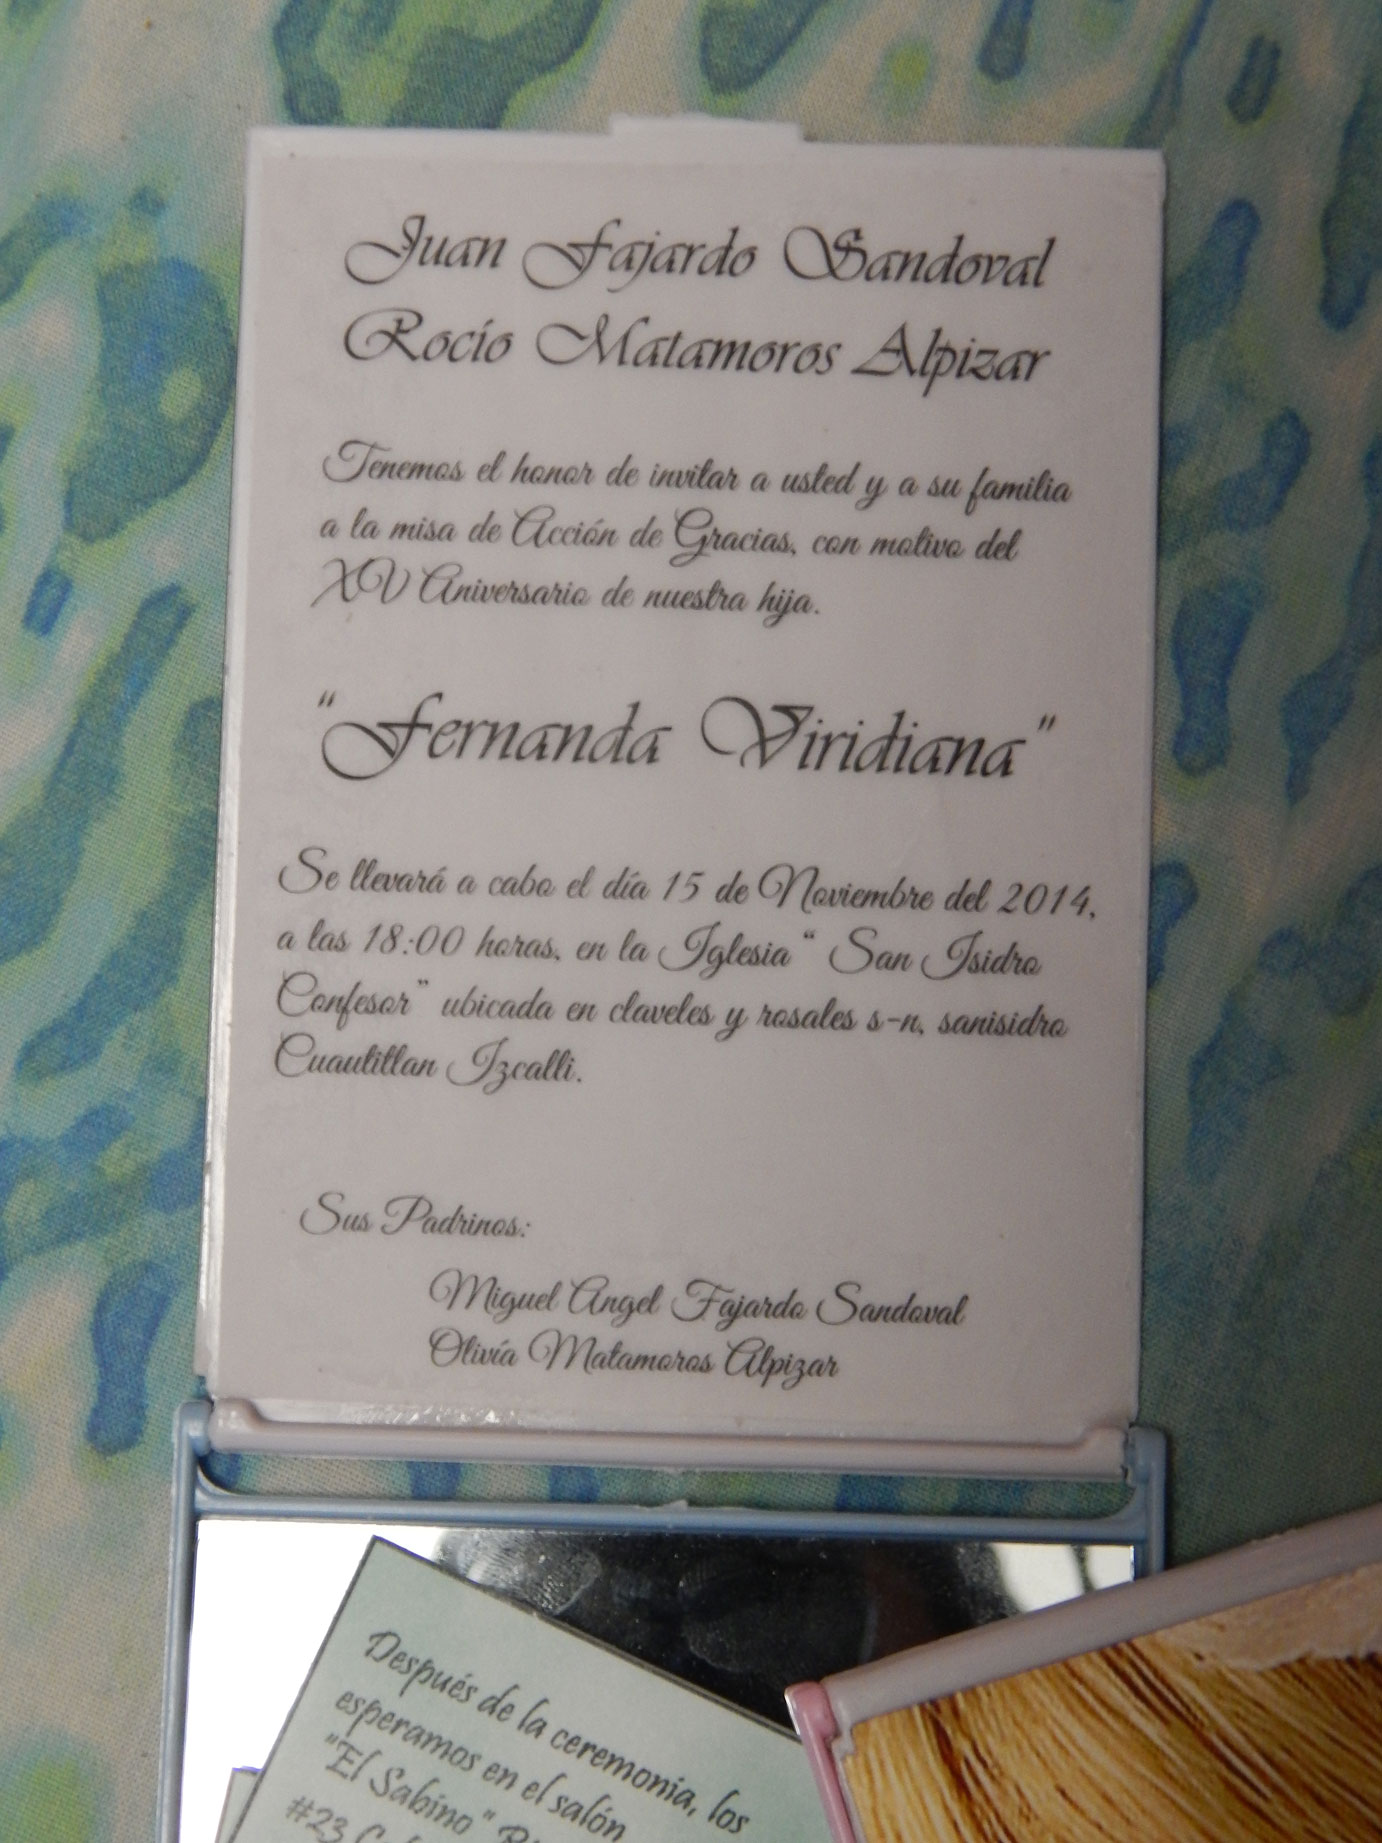 Juan Fajardo Sandoval
Rocío Matamoros Alpizar
Tenemos el honor de invitar a usted y a su familia
a la misa de Acción de Gracias, con motivo del
XV Aniversario de nuestra hija.
"Fernanda Viridiana"
Se llevará a cabo el día 15 de Noviembre del 2014,
a las 18:00 horas, en la Iglesia " San Isidro
Confesor" ubicada en claveles y rosales s-n, sanisidro
Cuautitlan Izcalli.
Sus Padrinos:
Miguel Angel Fajardo Sandoval
Olivía Matamoros Alpizar
Después de la ceremonia, los
esperamos en el salón
"El Sabino"
#23